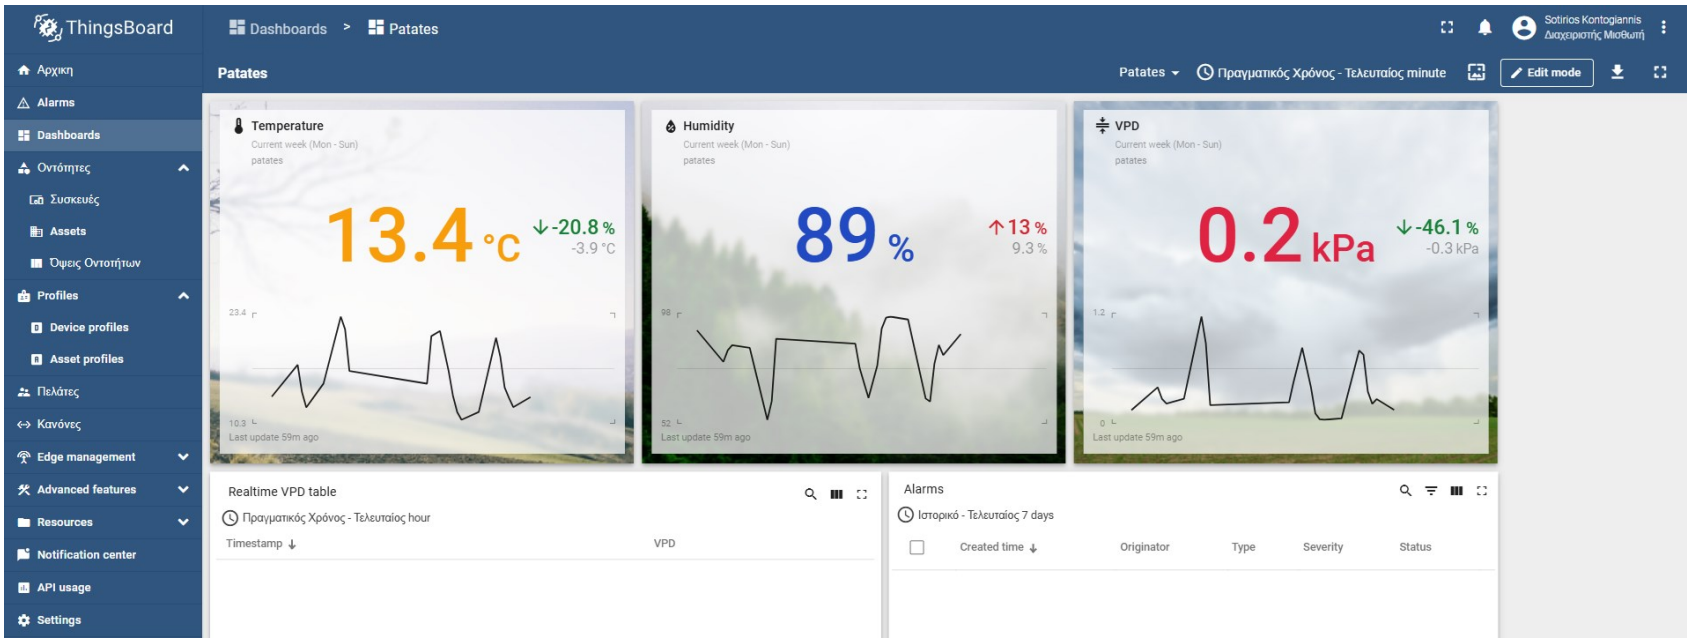 ThingsBoard
Dashboards > Patates
Sotirios Kontogiannis
Διαχειριστής Μισθωτή
Patates
Patates
Πραγματικός Χρόνος - Τελευταίος minute
Edit mode
Αρχικη
Alarms
Dashboards
Οντότητες
Συσκευές
Assets
Όψεις Οντοτήτων
Profiles
Device profiles
Asset profiles
Πελάτες
Κανόνες
Edge management
Advanced features
Resources
Notification center
API usage
Settings
Temperature
Current week (Mon - Sun)
patates
13.4 °C
-20.8 %
-3.9 °C
23.4
10.3
Last update 59m ago
Humidity
Current week (Mon - Sun)
patates
89 %
13 %
9.3 %
98
52
Last update 59m ago
VPD
Current week (Mon - Sun)
patates
0.2 kPa
-46.1 %
-0.3 kPa
1.2
0
Last update 59m ago
Realtime VPD table
Πραγματικός Χρόνος - Τελευταίος hour
Timestamp VPD
Alarms
Ιστορικό - Τελευταίος 7 days
Created time Originator Type Severity Status